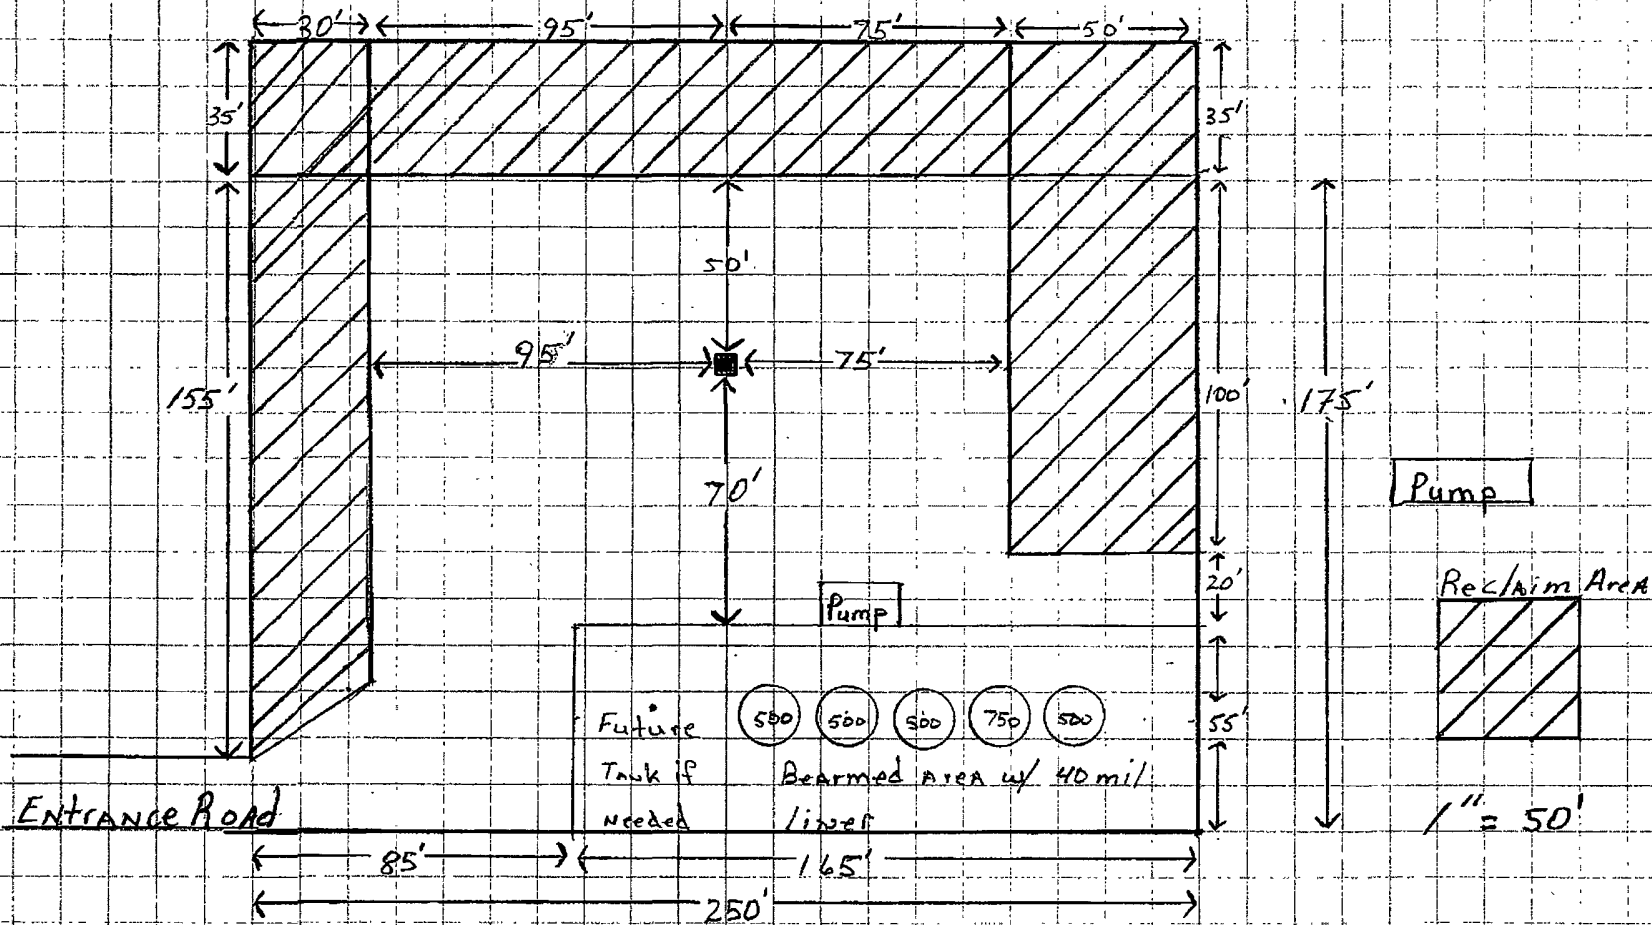 30' 95' 75' 50'
35' 35'
50'
95' 75'
155' 100' 175'
70'
Pump
20'
Reclaim Area
Pump
500 500 500 750 500
55'
Future
Tank if Bearmed Area w/ 40 mil
Needed liner
1" = 50'
Entrance Road
85' 165'
250'